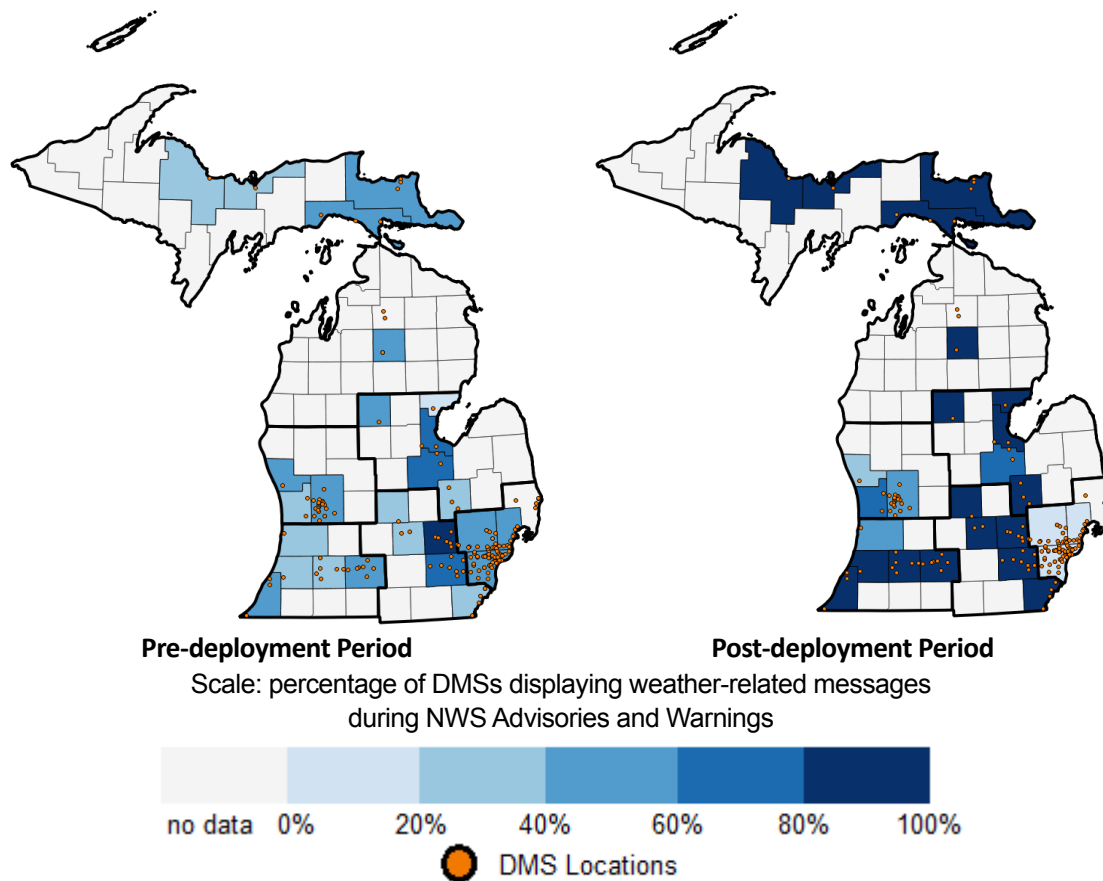 Pre-deployment Period
Post-deployment Period
Scale: percentage of DMSs displaying weather-related messages
during NWS Advisories and Warnings
no data 0% 20% 40% 60% 80% 100%
DMS Locations